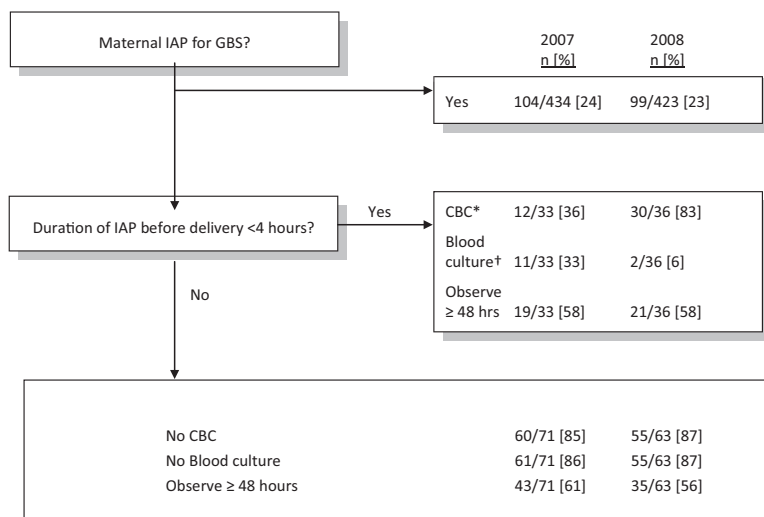 Maternal IAP for GBS?
2007 2008
n [%] n [%]
Yes 104/434 [24] 99/423 [23]
Duration of IAP before delivery <4 hours?
Yes
CBC* 12/33 [36] 30/36 [83]
Blood
culture† 11/33 [33] 2/36 [6]
Observe
≥ 48 hrs 19/33 [58] 21/36 [58]
No
No CBC 60/71 [85] 55/63 [87]
No Blood culture 61/71 [86] 55/63 [87]
Observe ≥ 48 hours 43/71 [61] 35/63 [56]